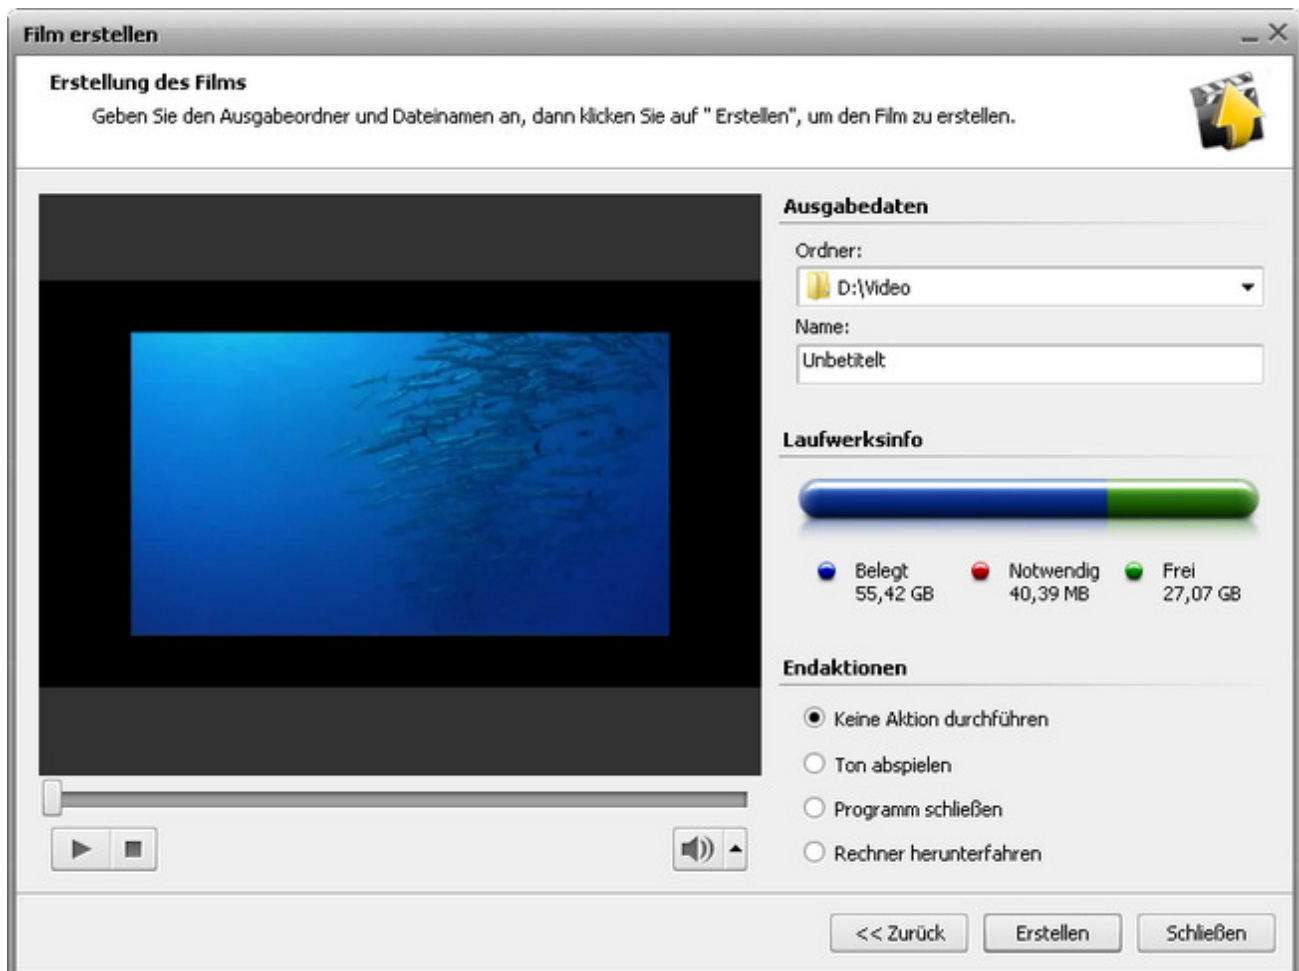 Film erstellen
Erstellung des Films
Geben Sie den Ausgabeordner und Dateinamen an, dann klicken Sie auf " Erstellen", um den Film zu erstellen.
Ausgabedaten
Ordner:
D:\Video
Name:
Unbetitelt
Laufwerksinfo
Belegt
55,42 GB
Notwendig
40,39 MB
Frei
27,07 GB
Endaktionen
Keine Aktion durchführen
Ton abspielen
Programm schließen
Rechner herunterfahren
<< Zurück
Erstellen
Schließen